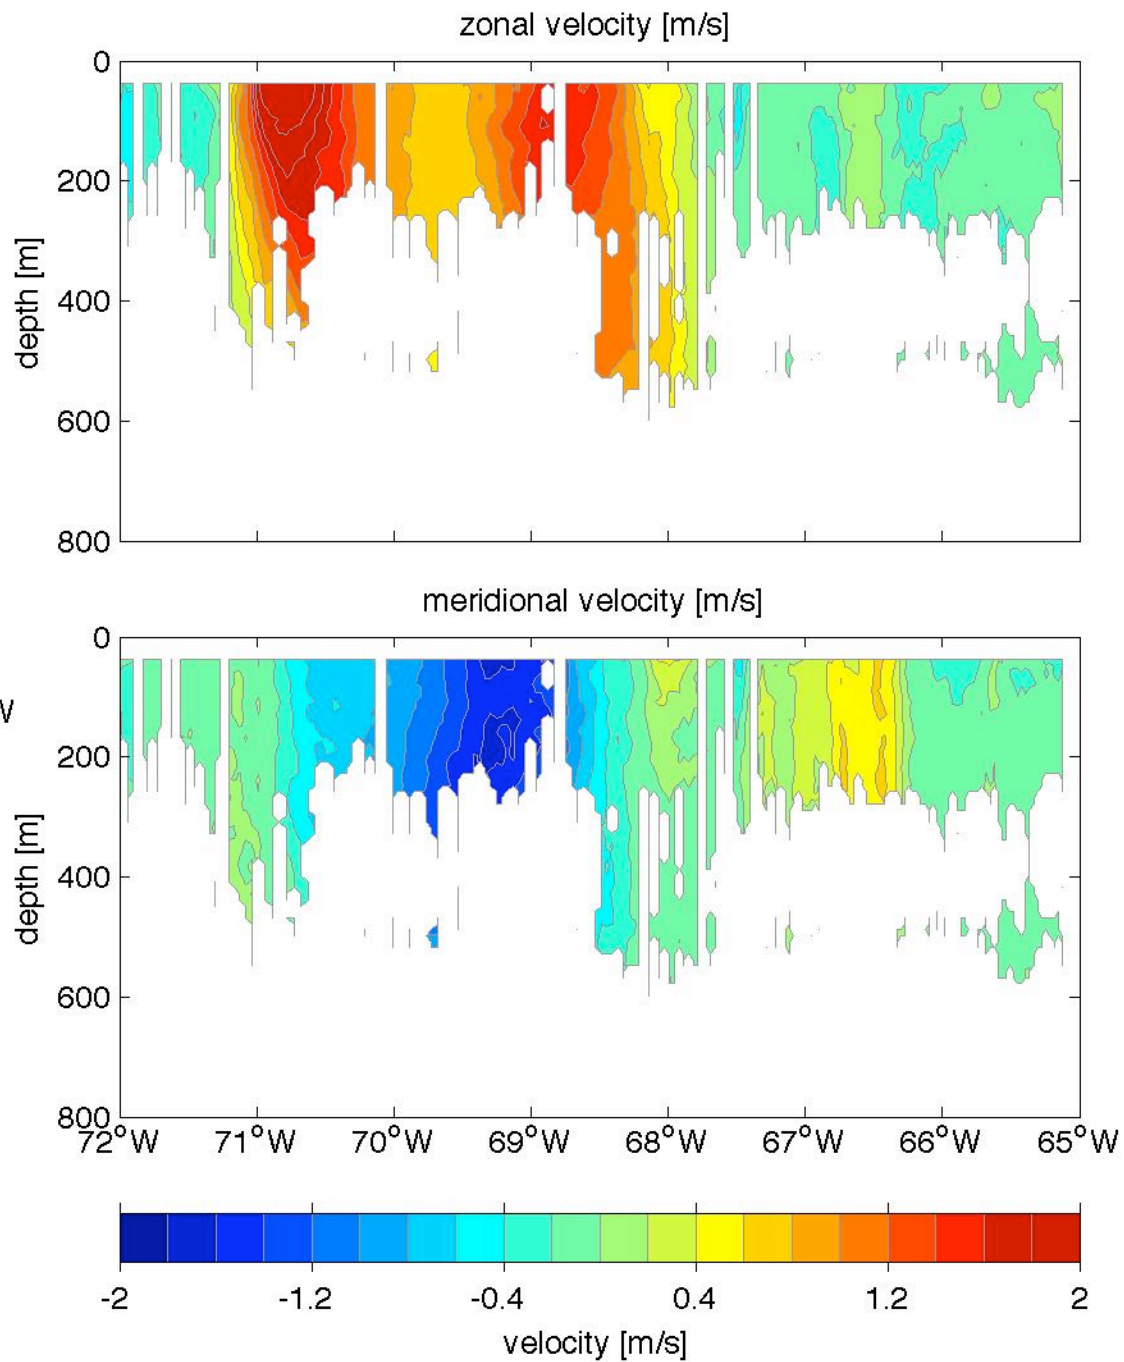 zonal velocity [m/s]
0
200
400
600
800
depth [m]
meridional velocity [m/s]
0
200
400
600
800
depth [m]
W
72°W 71°W 70°W 69°W 68°W 67°W 66°W 65°W
-2 -1.2 -0.4 0.4 1.2 2
velocity [m/s]